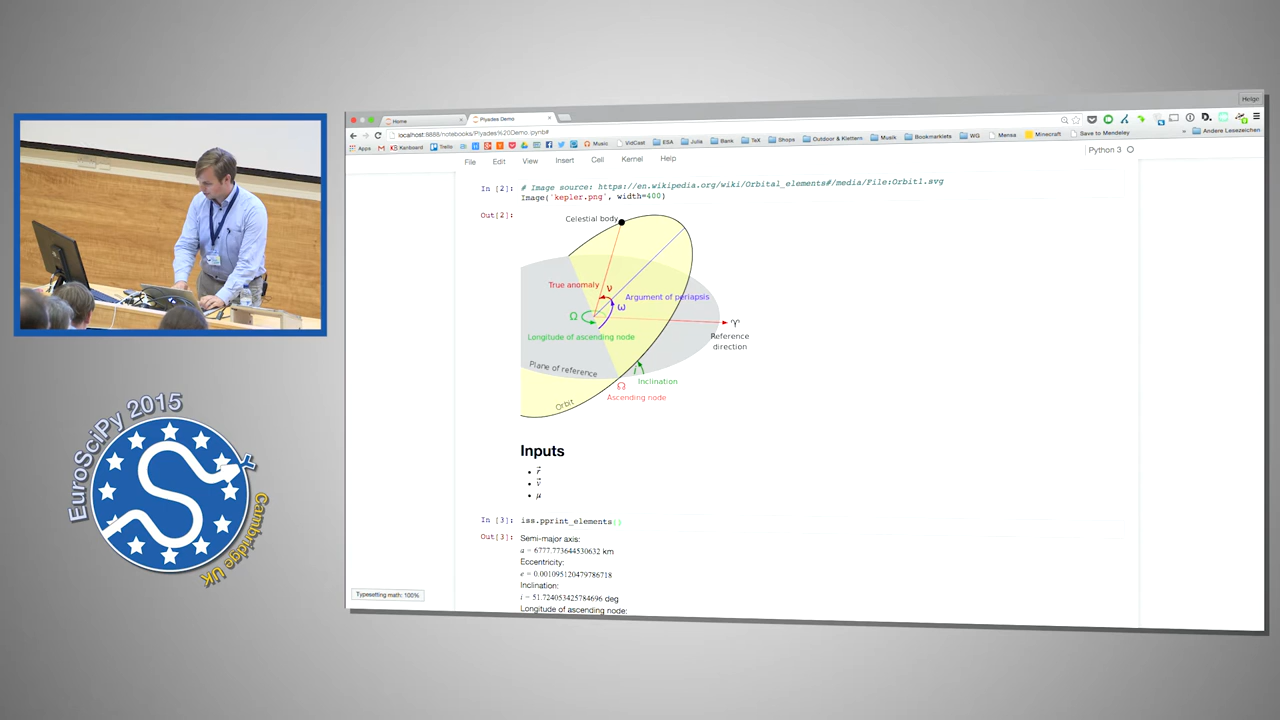 Helge
Home
Plyades Demo
localhost:8888/notebooks/Plyades%20Demo.ipynb#
Apps
Kanboard
Trello
Music
VidCast
ESA
Julia
Bank
TeX
Shops
Outdoor & Klettern
Musik
Bookmarklets
WG
Mensa
Minecraft
Save to Mendeley
Andere Lesezeichen
File Edit View Insert Cell Kernel Help
Python 3
In [2]: # Image source: https://en.wikipedia.org/wiki/Orbital_elements#/media/File:Orbit1.svg
Image('kepler.png', width=400)
Out[2]:
Celestial body
True anomaly
ν
Argument of periapsis
ω
Ω
Longitude of ascending node
♈
Reference
direction
Plane of reference
i
Inclination
☊
Ascending node
Orbit
Inputs
• r⃗
• v⃗
• μ
In [3]: iss.pprint_elements()
Out[3]: Semi-major axis:
a = 6777.773644530632 km
Eccentricity:
e = 0.001095120479786718
Inclination:
i = 51.724053425784696 deg
Longitude of ascending node:
Typesetting math: 100%
EuroSciPy 2015
Cambridge UK